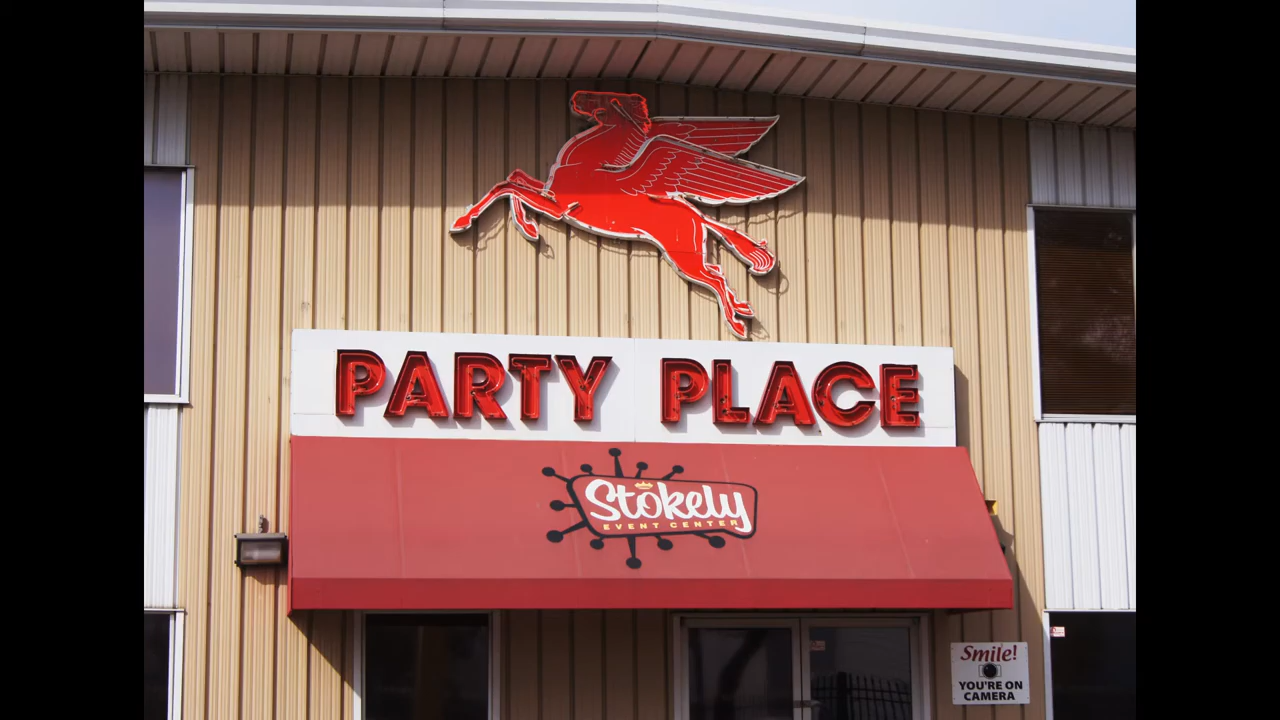 PARTY PLACE
Stokely
EVENT CENTER
Smile!
YOU'RE ON
CAMERA